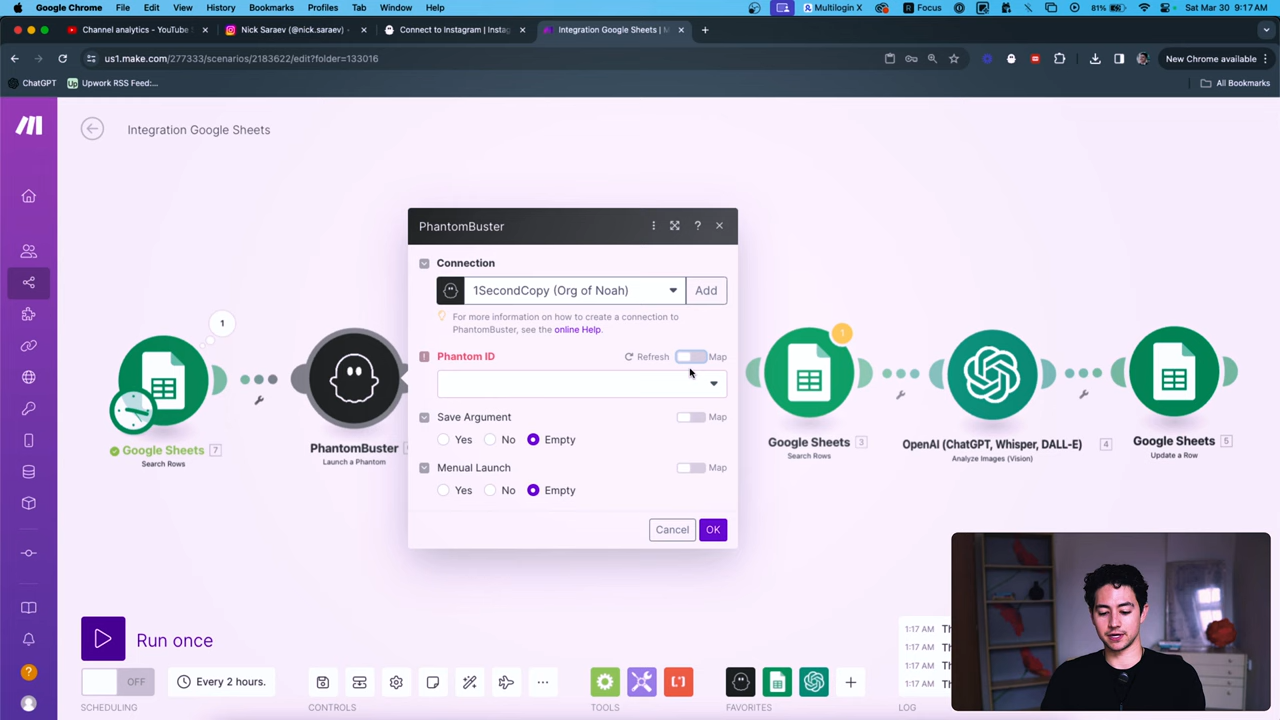 Google Chrome File Edit View History Bookmarks Profiles Tab Window Help Multilogin X Focus 81% Sat Mar 30 9:17 AM
Channel analytics - YouTube Nick Saraev (@nick.saraev) Connect to Instagram | Instag Integration Google Sheets | M
us1.make.com/277333/scenarios/2183622/edit?folder=133016 New Chrome available
ChatGPT Upwork RSS Feed:... All Bookmarks
Integration Google Sheets
PhantomBuster
Connection
1SecondCopy (Org of Noah) Add
For more information on how to create a connection to
PhantomBuster, see the online Help.
Phantom ID Refresh Map
Save Argument Map
Yes No Empty
Menual Launch Map
Yes No Empty
Cancel OK
1
Google Sheets 7
Search Rows
PhantomBuster
Launch a Phantom
1
Google Sheets 3
Search Rows
OpenAI (ChatGPT, Whisper, DALL-E) 4
Analyze Images (Vision)
Google Sheets 5
Update a Row
Run once
OFF Every 2 hours.
SCHEDULING CONTROLS TOOLS FAVORITES LOG
1:17 AM
1:17 AM
1:17 AM
1:17 AM